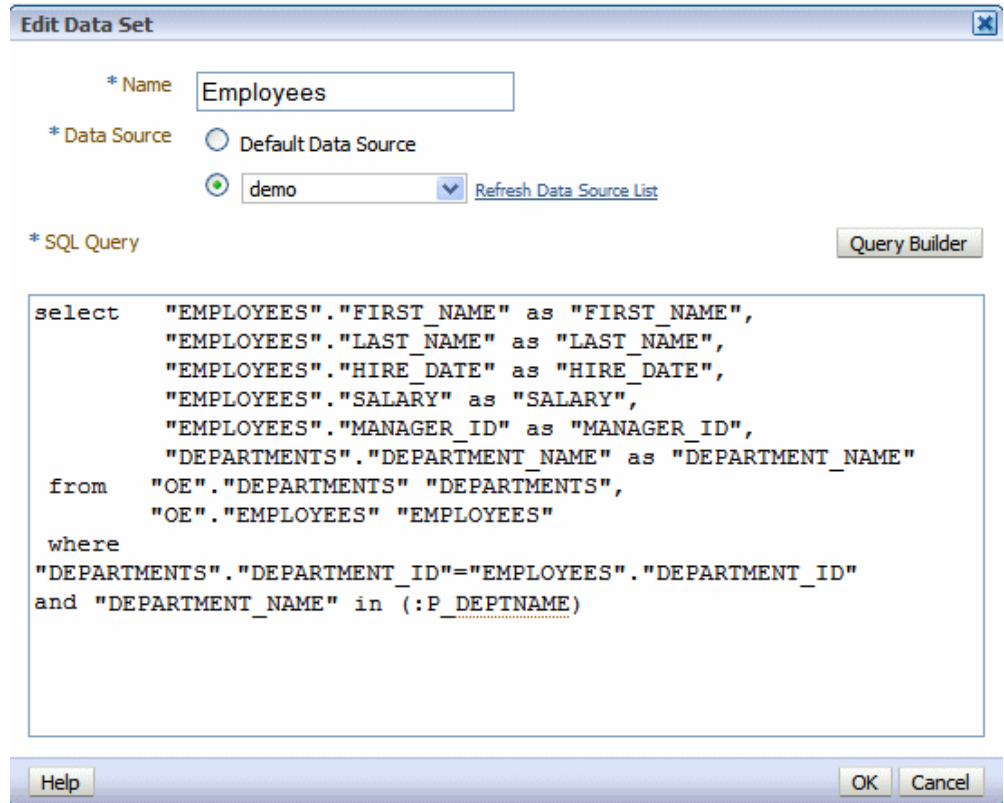 Edit Data Set
* Name Employees
* Data Source Default Data Source
demo Refresh Data Source List
* SQL Query Query Builder
select "EMPLOYEES"."FIRST_NAME" as "FIRST_NAME",
"EMPLOYEES"."LAST_NAME" as "LAST_NAME",
"EMPLOYEES"."HIRE_DATE" as "HIRE_DATE",
"EMPLOYEES"."SALARY" as "SALARY",
"EMPLOYEES"."MANAGER_ID" as "MANAGER_ID",
"DEPARTMENTS"."DEPARTMENT_NAME" as "DEPARTMENT_NAME"
from "OE"."DEPARTMENTS" "DEPARTMENTS",
"OE"."EMPLOYEES" "EMPLOYEES"
where
"DEPARTMENTS"."DEPARTMENT_ID"="EMPLOYEES"."DEPARTMENT_ID"
and "DEPARTMENT_NAME" in (:P_DEPTNAME)
Help OK Cancel